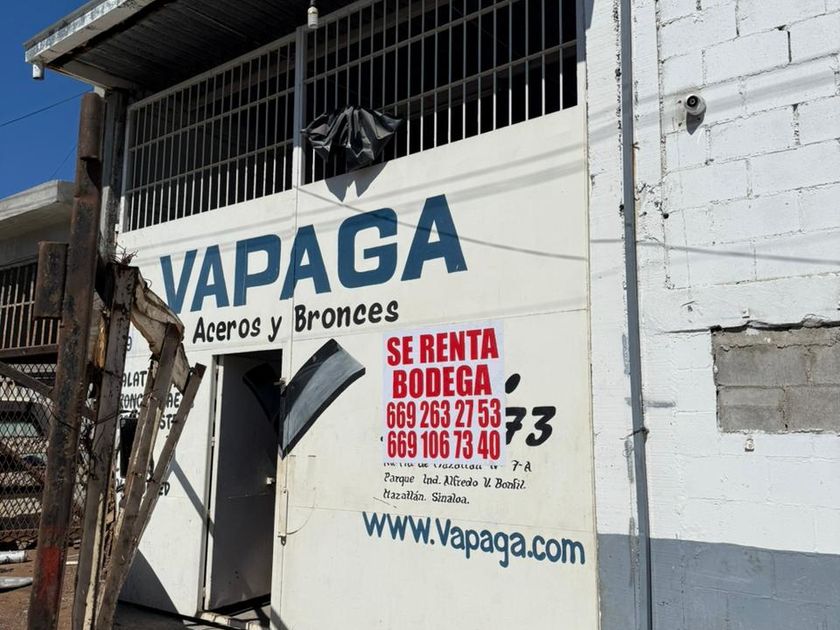 VAPAGA
Aceros y Bronces
SE RENTA
BODEGA
669 263 27 53
669 106 73 40
73
7-A
Parque Ind. Alfredo V. Bonfil.
Mazatlán. Sinaloa.
WWW.Vapaga.com